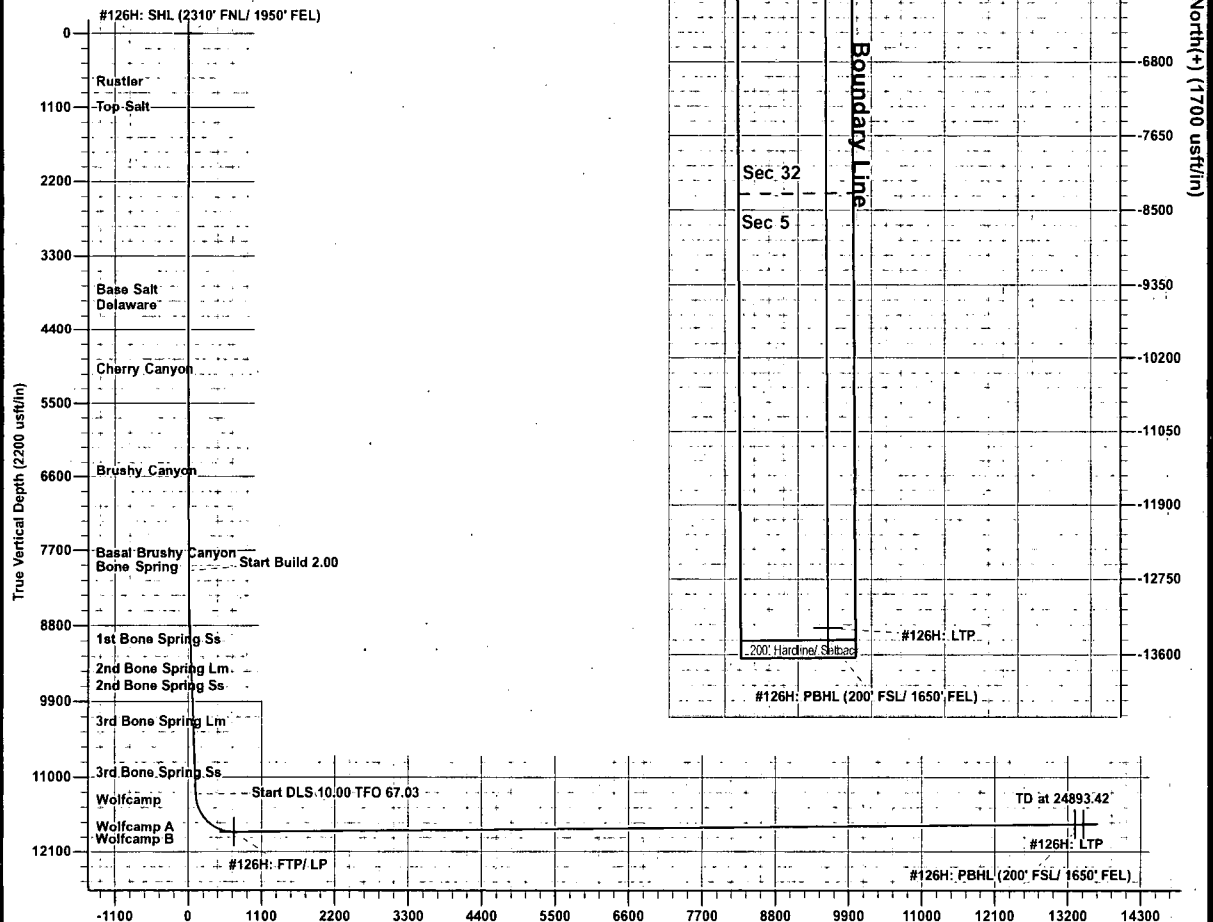 #126H: SHL (2310' FNL/ 1950' FEL)
0
Rustler
1100
Top Salt
2200
3300
Base Salt
Delaware
4400
Cherry Canyon
5500
Brushy Canyon
6600
7700
Basal Brushy Canyon
Bone Spring
Start Build 2.00
8800
1st Bone Spring Ss
2nd Bone Spring Lm
2nd Bone Spring Ss
9900
3rd Bone Spring Lm
3rd Bone Spring Ss
11000
Start DLS 10.00 TFO 67.03
Wolfcamp
Wolfcamp A
Wolfcamp B
12100
#126H: FTP/ LP
TD at 24893.42
#126H: LTP
#126H: PBHL (200' FSL/ 1650' FEL)
True Vertical Depth (2200 usft/in)
-1100 0 1100 2200 3300 4400 5500 6600 7700 8800 9900 11000 12100 13200 14300
Boundary Line
Sec 32
Sec 5
200' Hardline/ Setback
#126H: LTP
#126H: PBHL (200' FSL/ 1650' FEL)
-6800
-7650
-8500
-9350
-10200
-11050
-11900
-12750
-13600
North(+) (1700 usft/in)